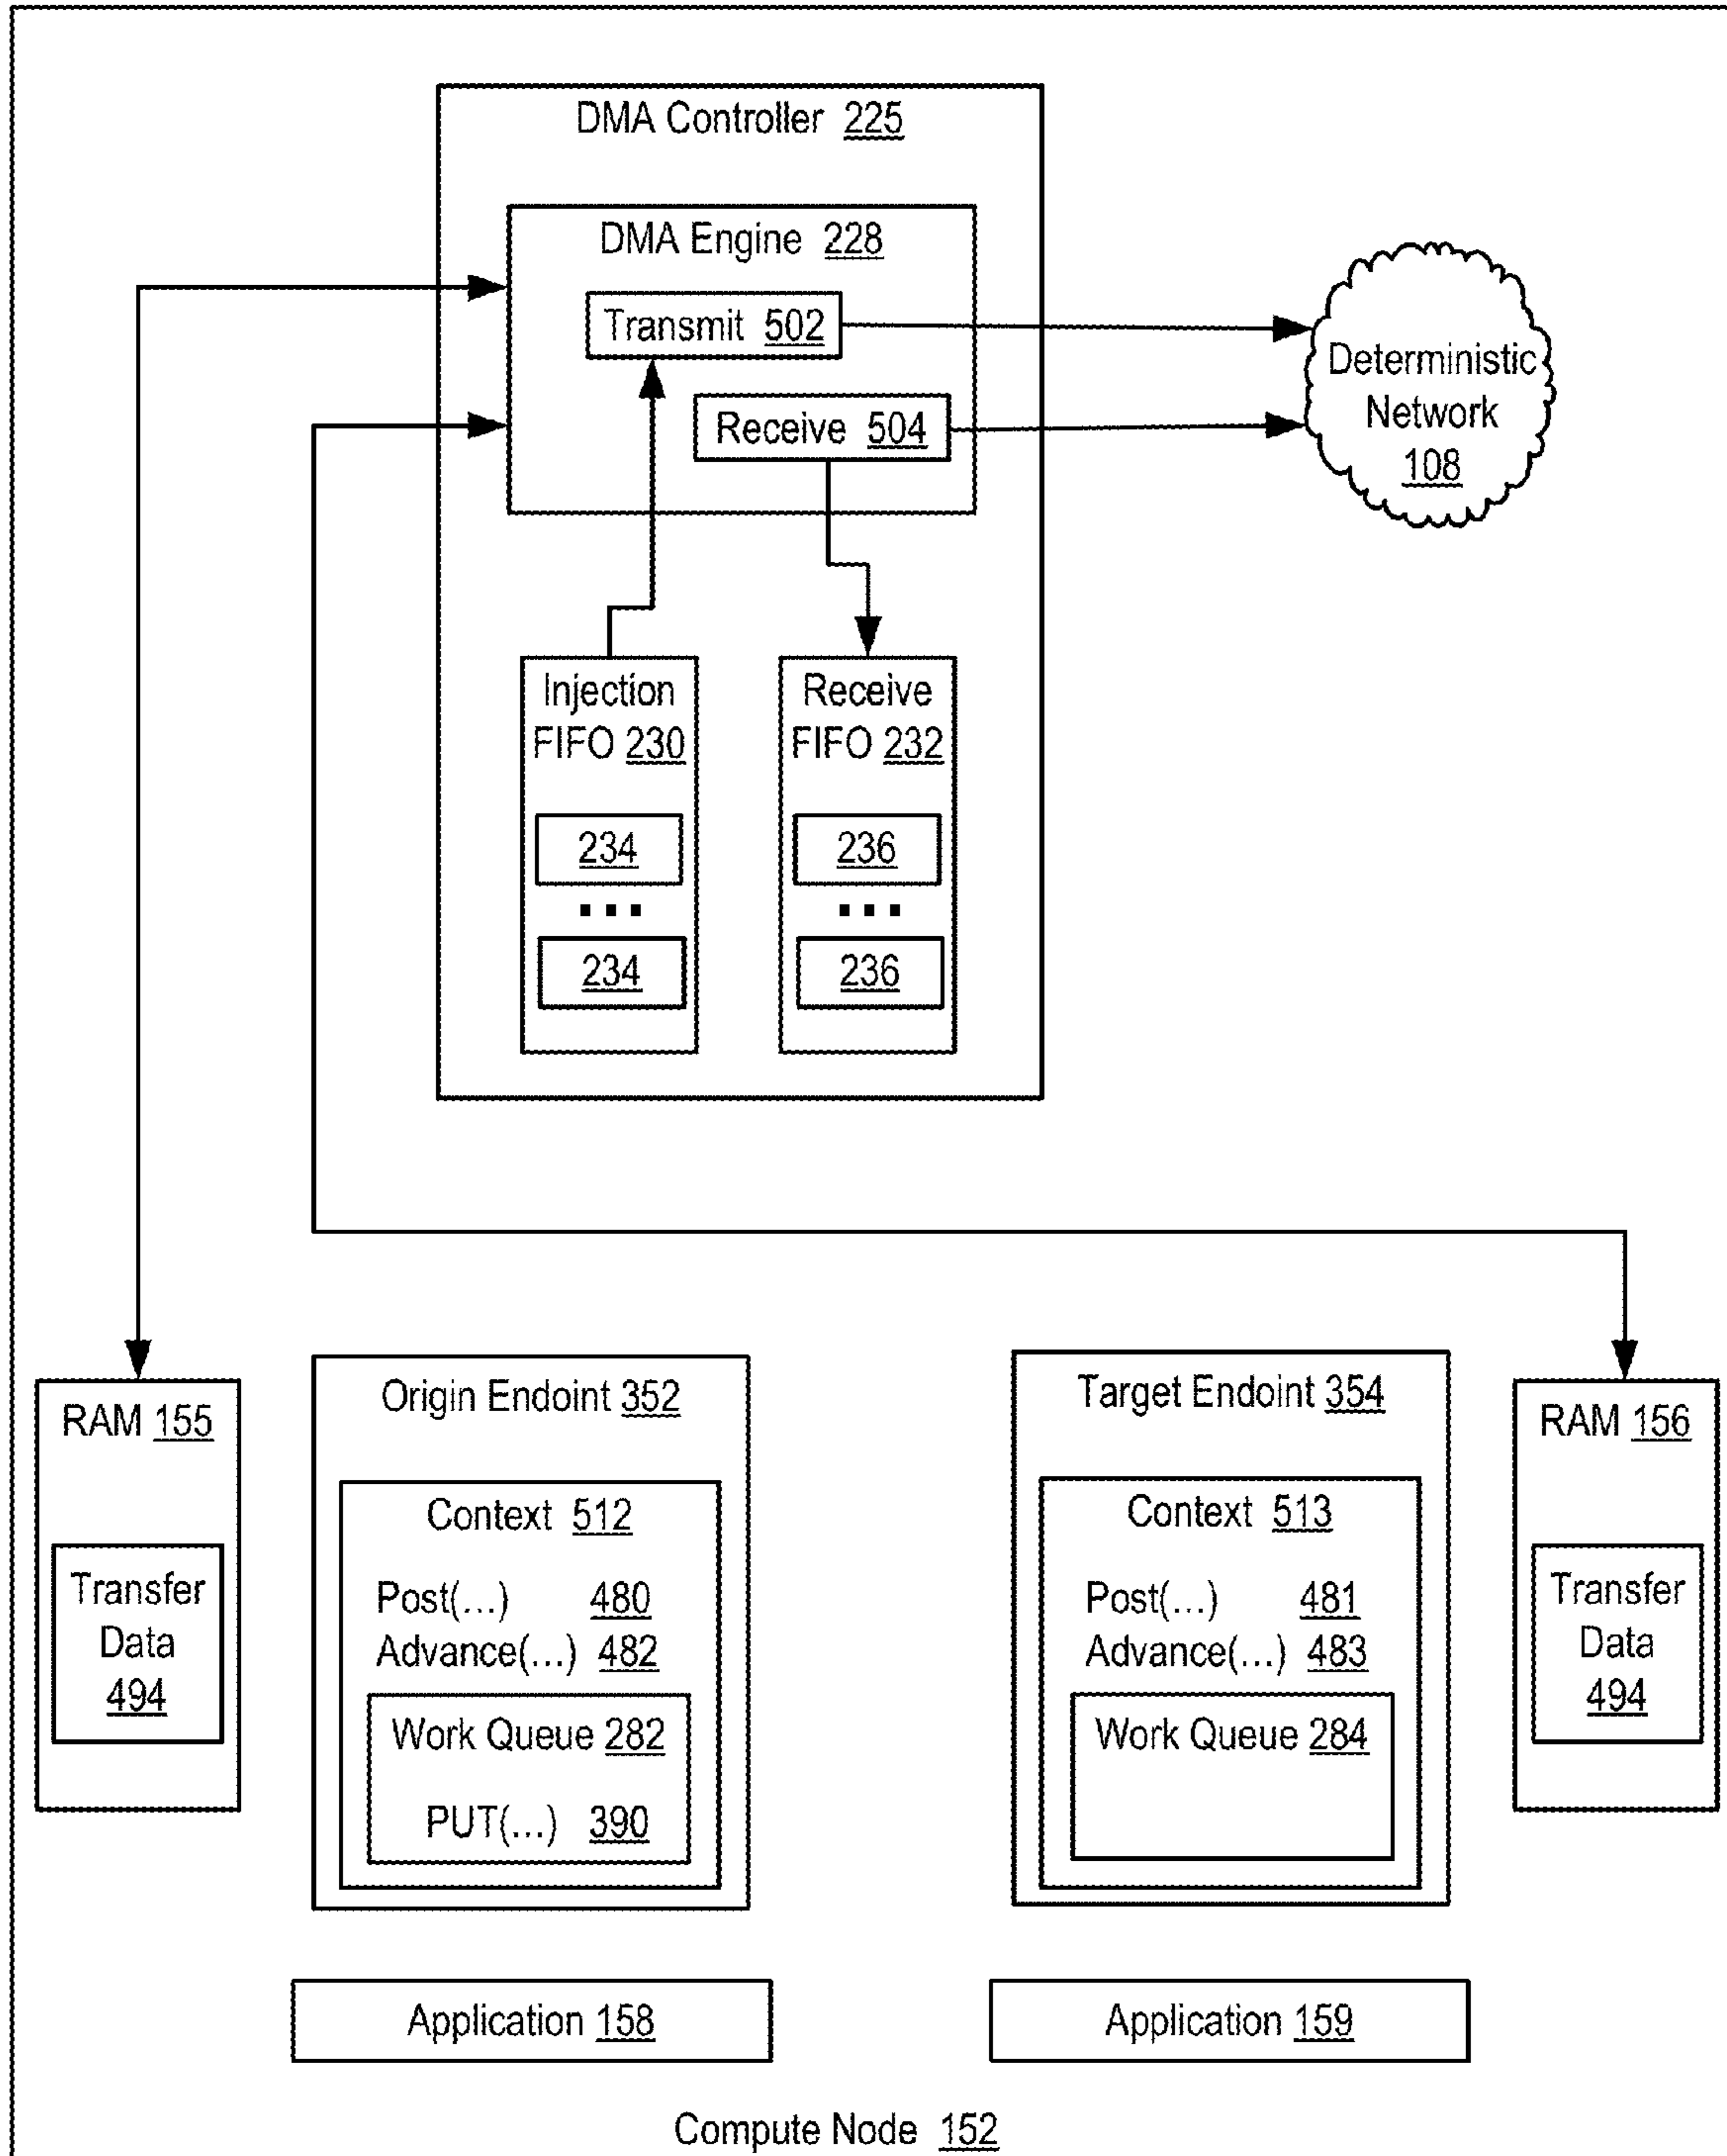 DMA Controller 225
DMA Engine 228
Transmit 502
Receive 504
Deterministic
Network
108
Injection
FIFO 230
234
...
234
Receive
FIFO 232
236
...
236
RAM 155
Transfer
Data
494
Origin Endoint 352
Context 512
Post(...) 480
Advance(...) 482
Work Queue 282
PUT(...) 390
Target Endoint 354
Context 513
Post(...) 481
Advance(...) 483
Work Queue 284
RAM 156
Transfer
Data
494
Application 158
Application 159
Compute Node 152